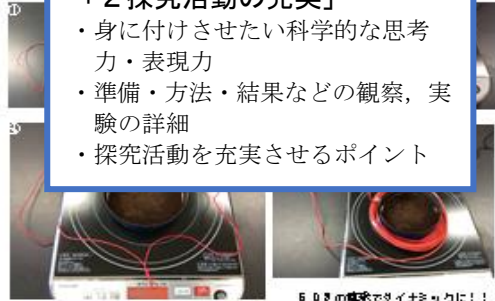 「２探究活動の充実」
・身に付けさせたい科学的な思考
力・表現力
・準備・方法・結果などの観察，実
験の詳細
・探究活動を充実させるポイント